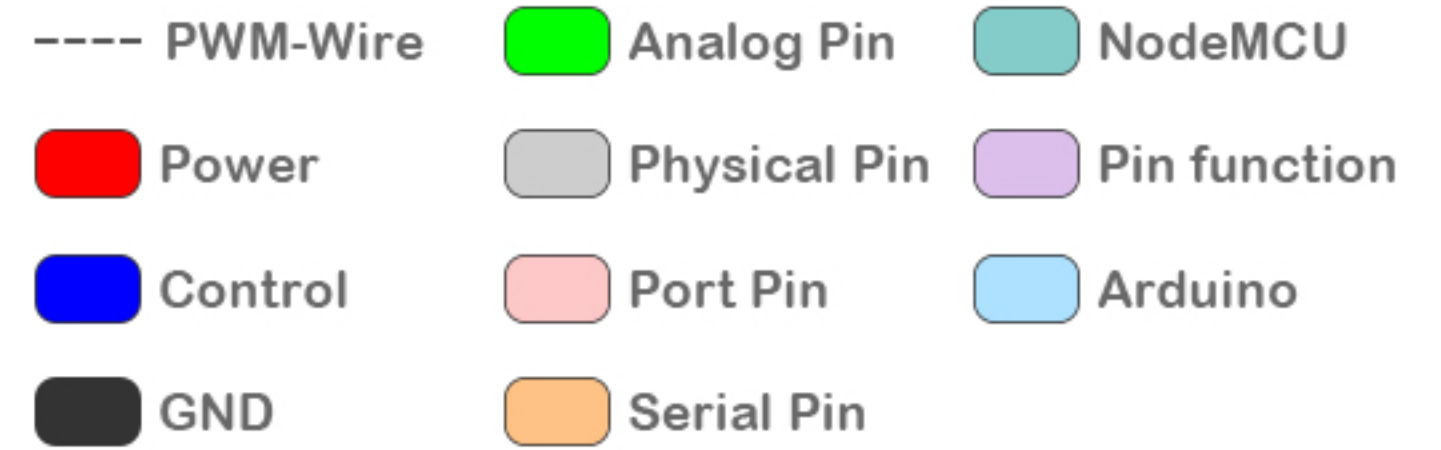 PWM-Wire
Analog Pin
NodeMCU
Power
Physical Pin
Pin function
Control
Port Pin
Arduino
GND
Serial Pin